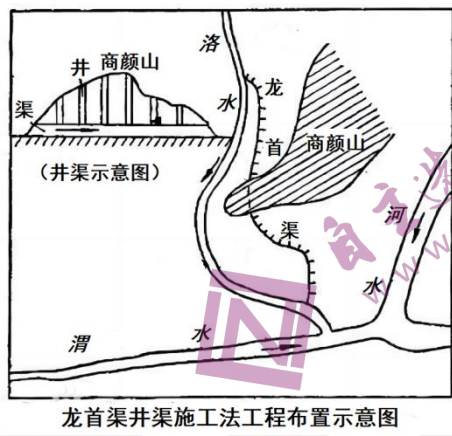 井 商颜山
渠
(井渠示意图)
洛水
龙首渠
商颜山
河水
渭水
龙首渠井渠施工法工程布置示意图